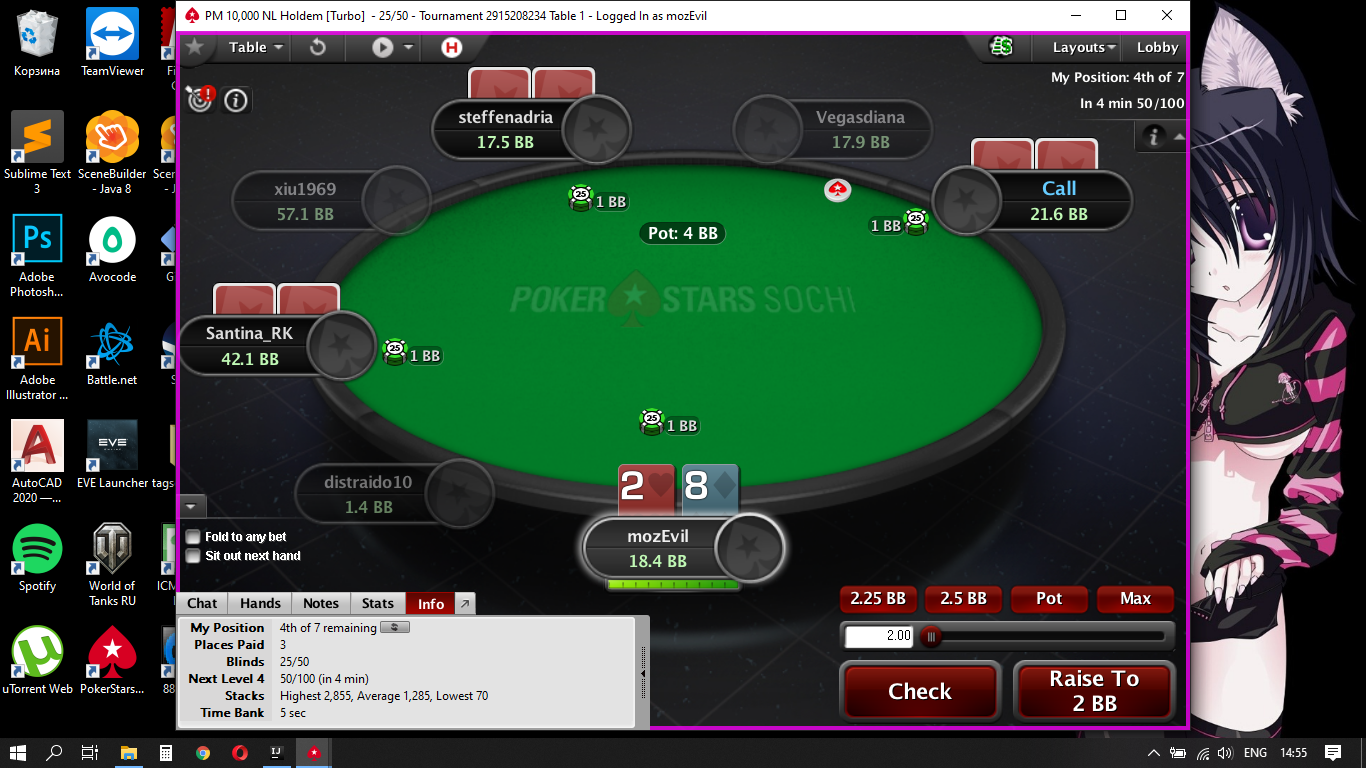 PM 10,000 NL Holdem [Turbo] - 25/50 - Tournament 2915208234 Table 1 - Logged In as mozEvil
Корзина
TeamViewer
Sublime Text
3
SceneBuilder
- Java 8
Adobe
Photosh...
Avocode
Adobe
Illustrator ...
Battle.net
AutoCAD
2020 —...
EVE Launcher
tags
Spotify
World of
Tanks RU
ICM
uTorrent Web
PokerStars...
88
Table
H
Layouts
Lobby
My Position: 4th of 7
In 4 min 50/100
steffenadria
17.5 BB
Vegasdiana
17.9 BB
xiu1969
57.1 BB
Call
21.6 BB
25
1 BB
25
1 BB
Pot: 4 BB
POKER STARS SOCHI
Santina_RK
42.1 BB
25
1 BB
25
1 BB
distraido10
1.4 BB
2
8
mozEvil
18.4 BB
Fold to any bet
Sit out next hand
2.25 BB
2.5 BB
Pot
Max
2.00
Check
Raise To
2 BB
Chat
Hands
Notes
Stats
Info
My Position 4th of 7 remaining
Places Paid 3
Blinds 25/50
Next Level 4 50/100 (in 4 min)
Stacks Highest 2,855, Average 1,285, Lowest 70
Time Bank 5 sec
ENG
14:55